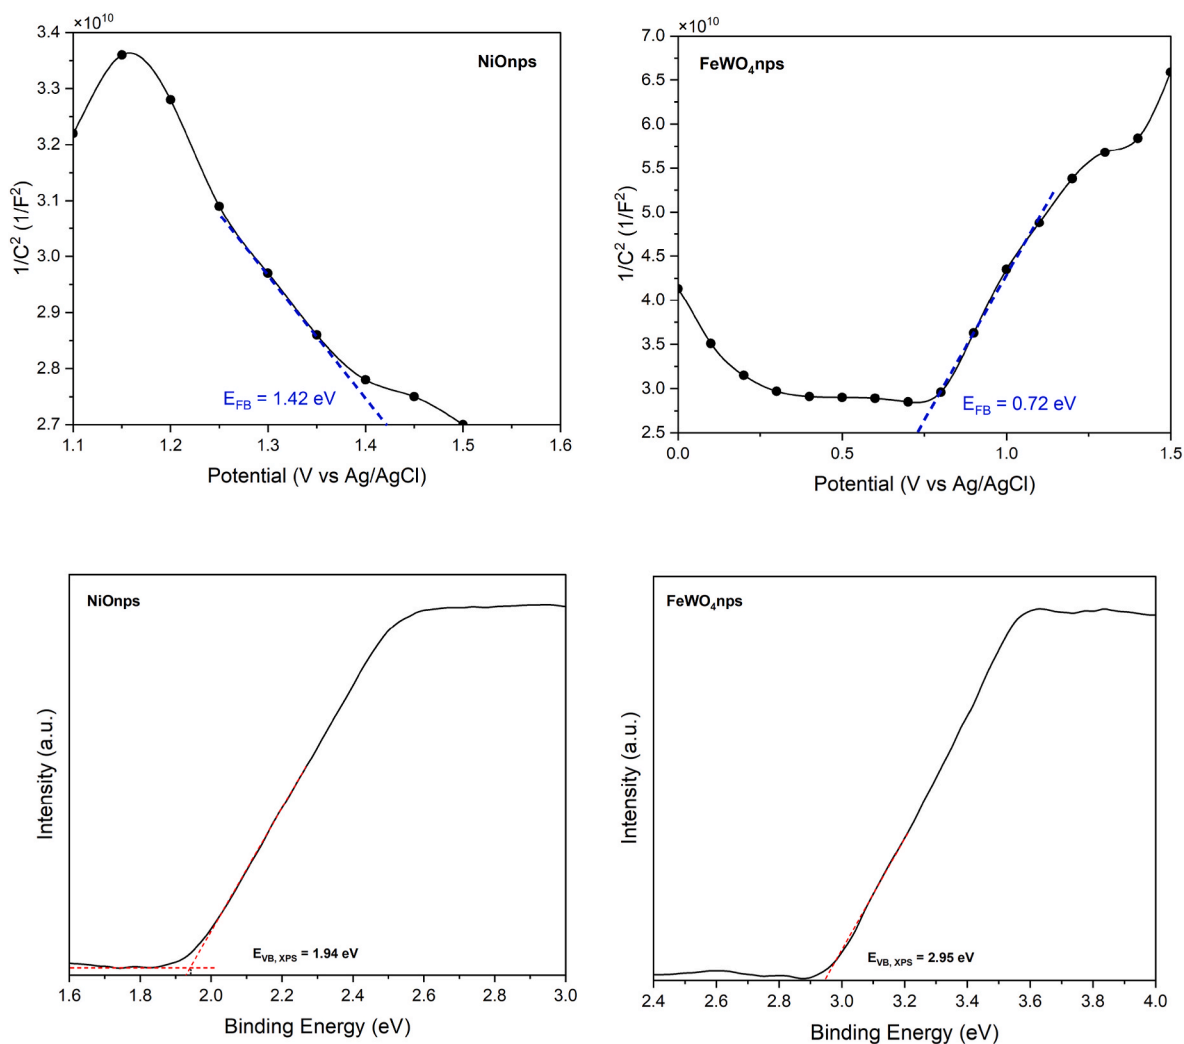 ×10¹⁰
3.4
3.3
3.2
3.1
3.0
2.9
2.8
2.7
1/C² (1/F²)
NiOnps
E_FB = 1.42 eV
1.1 1.2 1.3 1.4 1.5 1.6
Potential (V vs Ag/AgCl)
×10¹⁰
7.0
6.5
6.0
5.5
5.0
4.5
4.0
3.5
3.0
2.5
1/C² (1/F²)
FeWO₄nps
E_FB = 0.72 eV
0.0 0.5 1.0 1.5
Potential (V vs Ag/AgCl)
NiOnps
Intensity (a.u.)
E_VB, XPS = 1.94 eV
1.6 1.8 2.0 2.2 2.4 2.6 2.8 3.0
Binding Energy (eV)
FeWO₄nps
Intensity (a.u.)
E_VB, XPS = 2.95 eV
2.4 2.6 2.8 3.0 3.2 3.4 3.6 3.8 4.0
Binding Energy (eV)